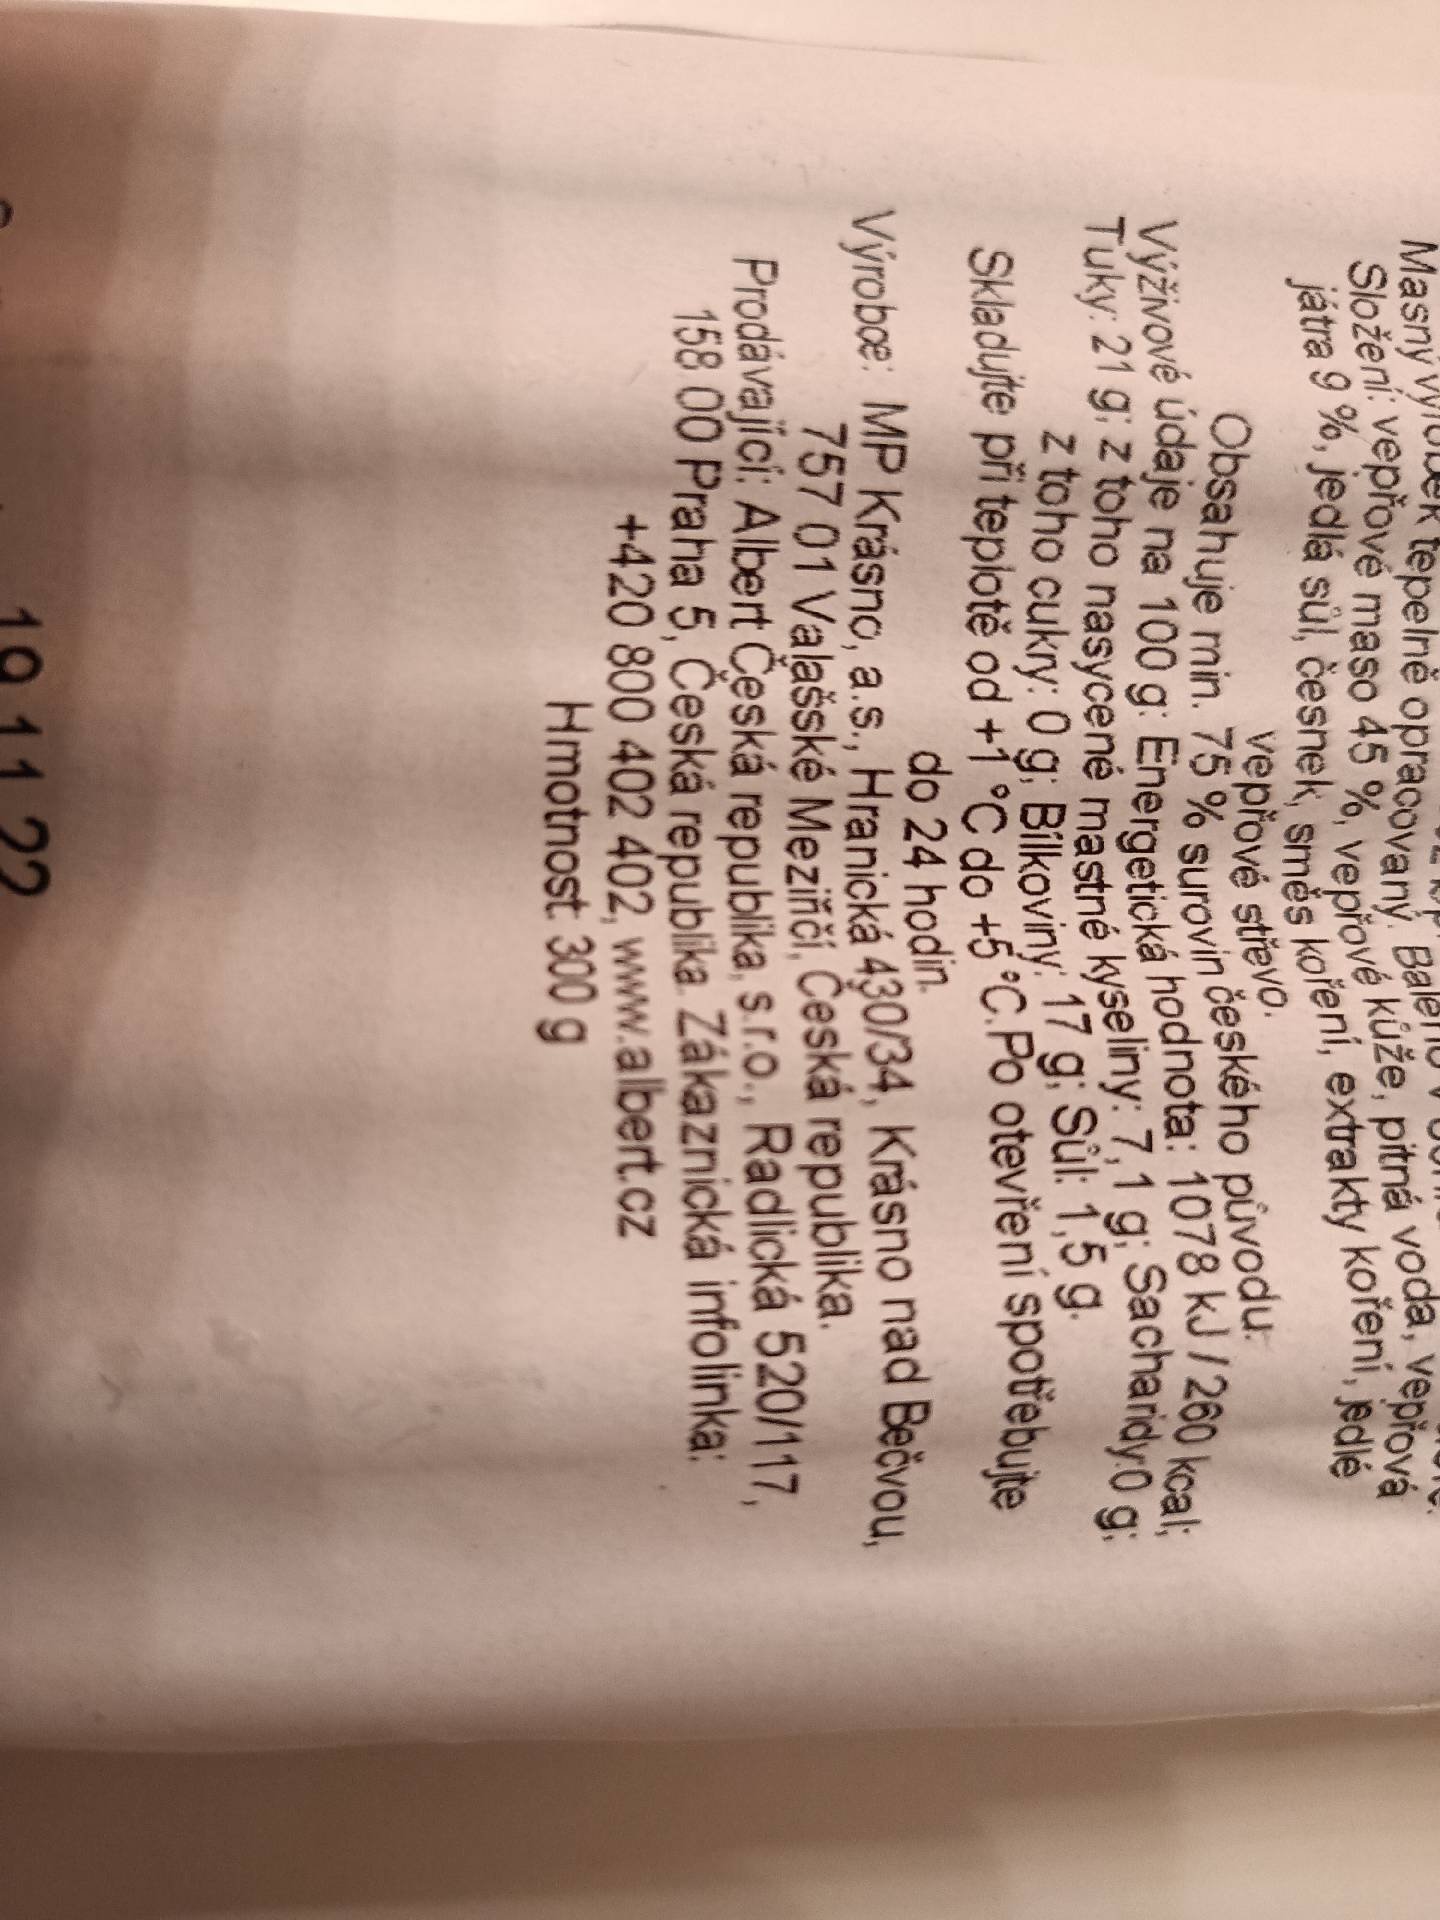 Masný výrobek tepelně opracovaný. Baleno v
Složení: vepřové maso 45 %, vepřové kůže, pitná voda, vepřová
játra 9 %, jedlá sůl, česnek, směs koření, extrakty koření, jedlé
vepřové střevo.
Obsahuje min. 75 % surovin českého původu.
Výživové údaje na 100 g: Energetická hodnota: 1078 kJ / 260 kcal;
Tuky: 21 g; z toho nasycené mastné kyseliny: 7,1 g; Sacharidy:0 g;
z toho cukry: 0 g; Bílkoviny: 17 g; Sůl: 1,5 g.
Skladujte při teplotě od +1 °C do +5 °C.Po otevření spotřebujte
do 24 hodin.
Výrobce: MP Krásno, a.s., Hranická 430/34, Krásno nad Bečvou,
757 01 Valašské Meziříčí, Česká republika.
Prodávající: Albert Česká republika, s.r.o., Radlická 520/117,
158 00 Praha 5, Česká republika. Zákaznická infolinka:
+420 800 402 402, www.albert.cz
Hmotnost 300 g
19.11.22